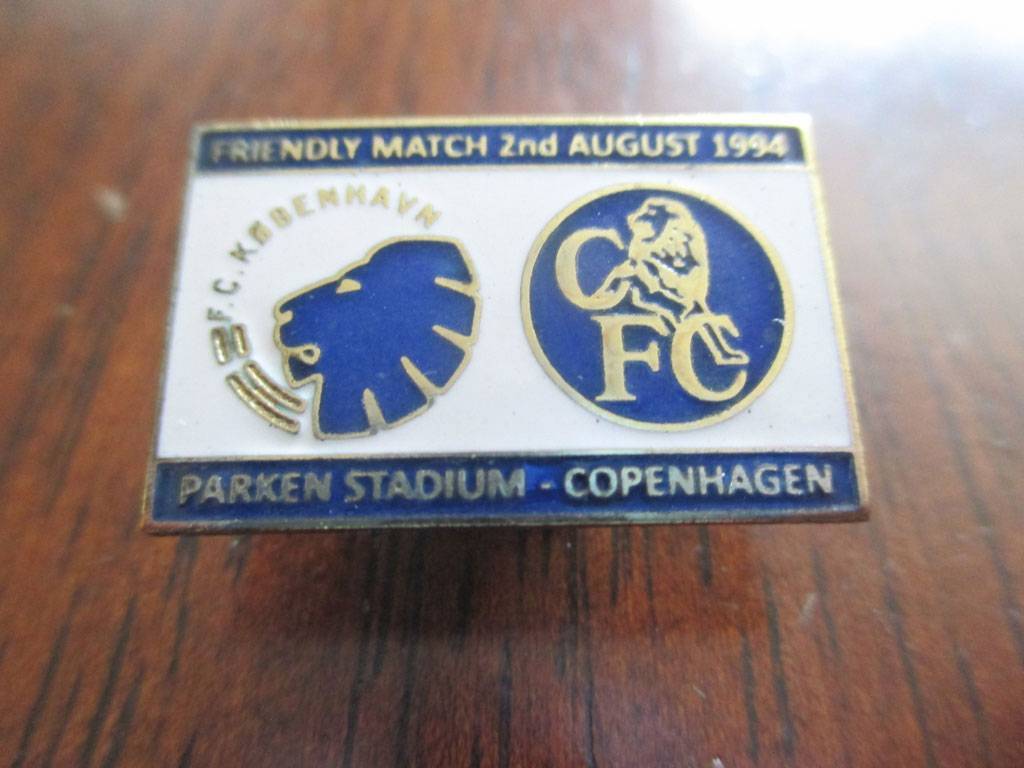 FRIENDLY MATCH 2nd AUGUST 1994
F.C. KØBENHAVN
CFC
PARKEN STADIUM - COPENHAGEN